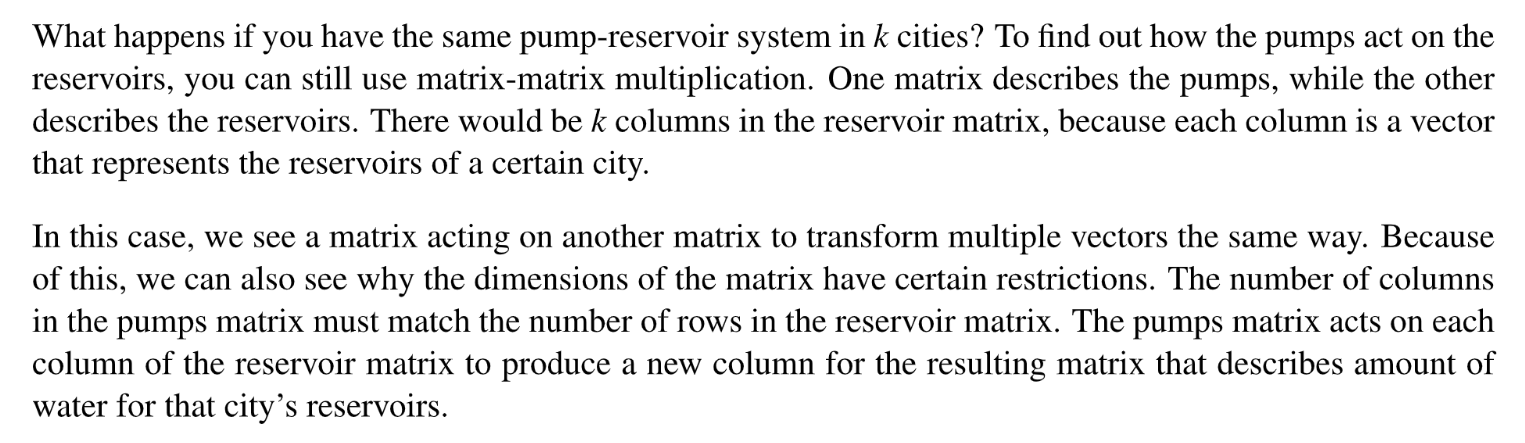 What happens if you have the same pump-reservoir system in k cities? To find out how the pumps act on the
reservoirs, you can still use matrix-matrix multiplication. One matrix describes the pumps, while the other
describes the reservoirs. There would be k columns in the reservoir matrix, because each column is a vector
that represents the reservoirs of a certain city.
In this case, we see a matrix acting on another matrix to transform multiple vectors the same way. Because
of this, we can also see why the dimensions of the matrix have certain restrictions. The number of columns
in the pumps matrix must match the number of rows in the reservoir matrix. The pumps matrix acts on each
column of the reservoir matrix to produce a new column for the resulting matrix that describes amount of
water for that city's reservoirs.